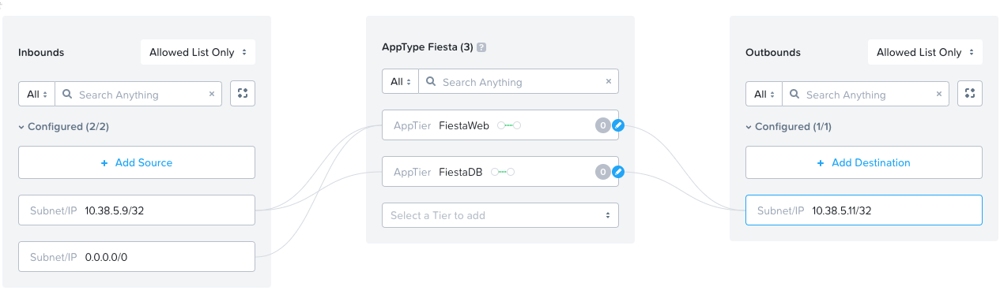 Inbounds
Allowed List Only
All
Search Anything
×
Configured (2/2)
+ Add Source
Subnet/IP 10.38.5.9/32
Subnet/IP 0.0.0.0/0
AppType Fiesta (3) ?
All
Search Anything
×
AppTier FiestaWeb 0
AppTier FiestaDB 0
Select a Tier to add
Outbounds
Allowed List Only
All
Search Anything
×
Configured (1/1)
+ Add Destination
Subnet/IP 10.38.5.11/32